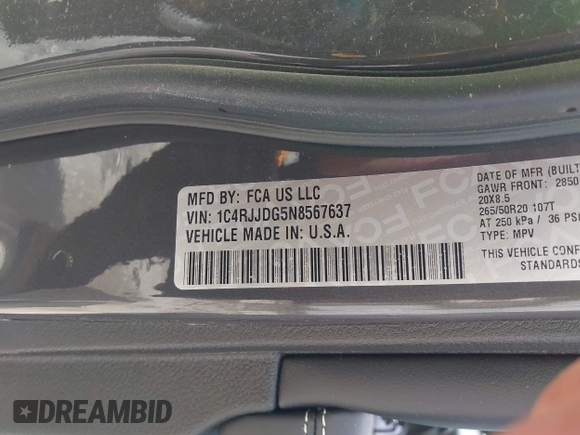 MFD BY: FCA US LLC
VIN: 1C4RJJDG5N8567637
VEHICLE MADE IN: U.S.A.
DATE OF MFR (BUILT
GAWR FRONT: 2850
20X8.5
265/50R20 107T
AT 250 kPa / 36 PSI
TYPE: MPV
THIS VEHICLE CONF
STANDARDS
DREAMBID